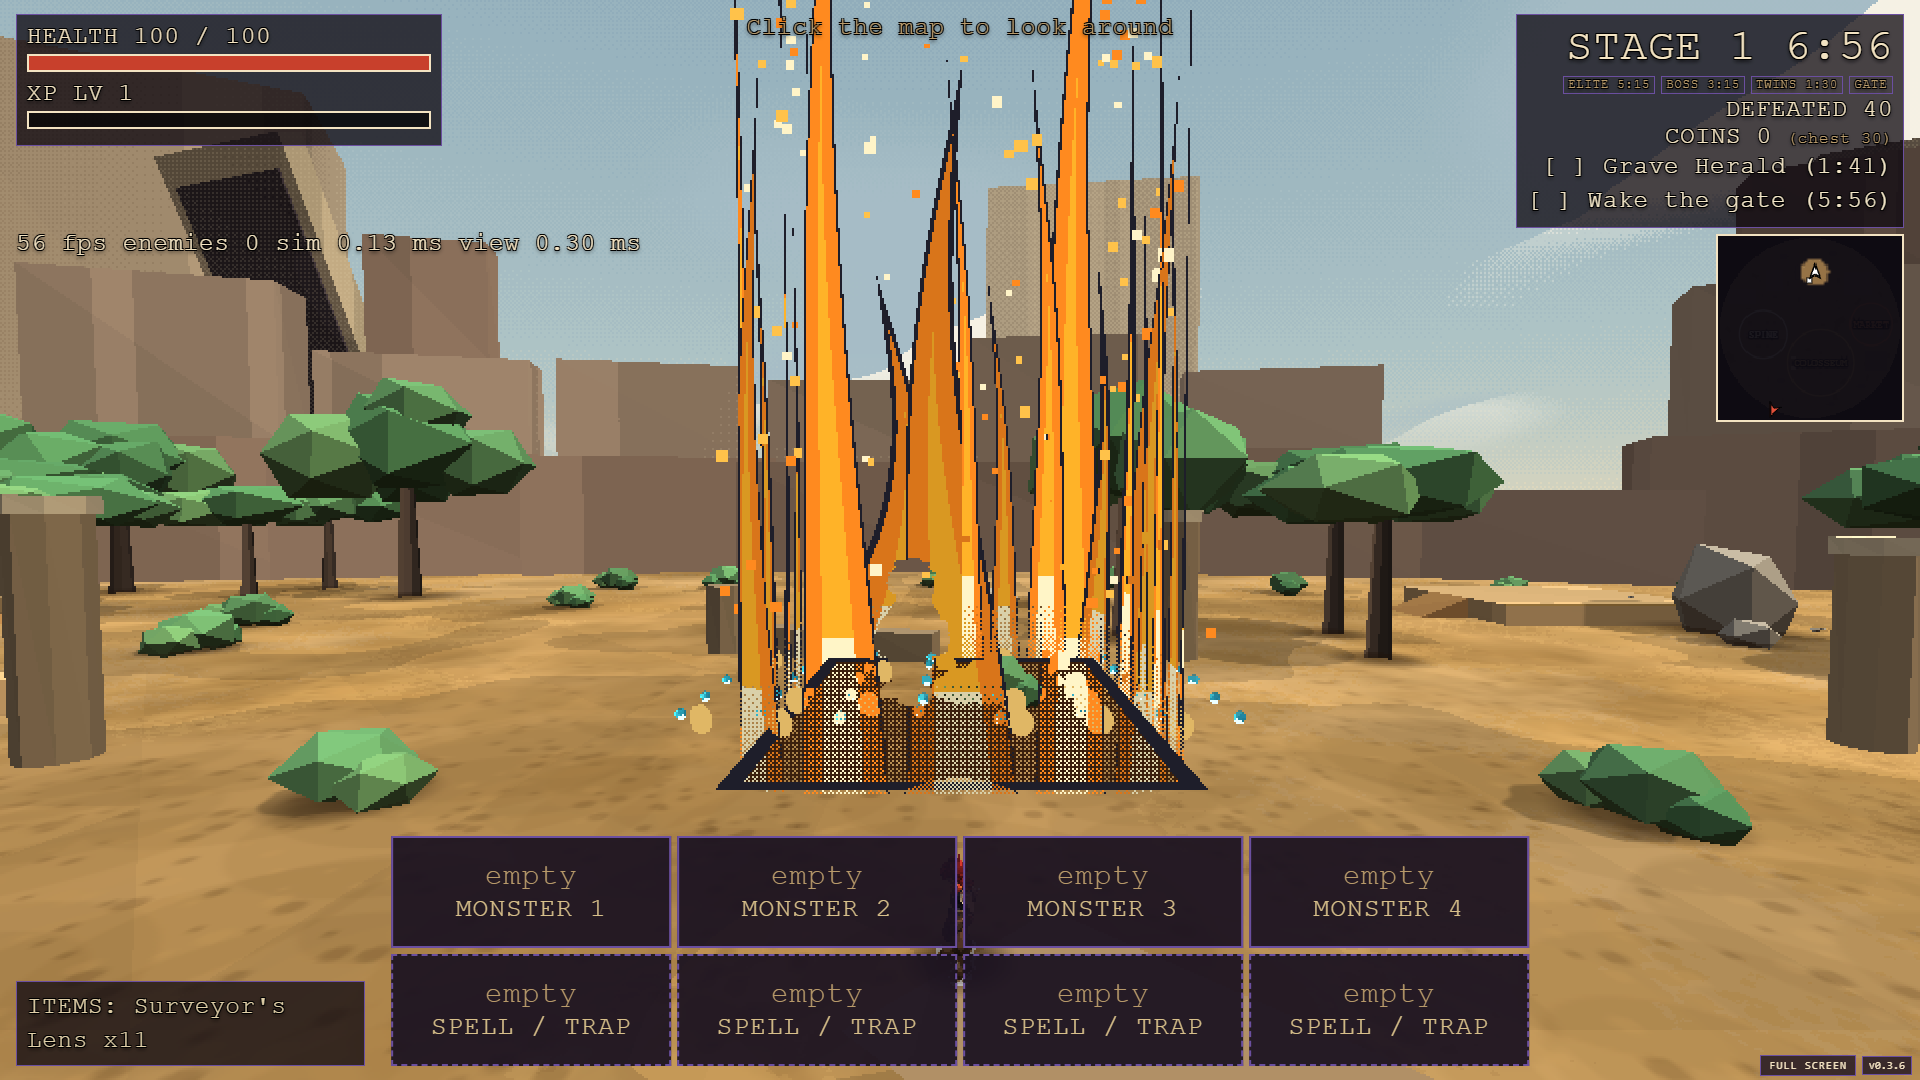 HEALTH 100 / 100
XP LV 1
Click the map to look around
STAGE 1 6:56
ELITE 5:15 BOSS 3:15 TWINS 1:30 GATE
DEFEATED 40
COINS 0 (chest 30)
[ ] Grave Herald (1:41)
[ ] Wake the gate (5:56)
56 fps enemies 0 sim 0.13 ms view 0.30 ms
empty
MONSTER 1
empty
MONSTER 2
empty
MONSTER 3
empty
MONSTER 4
empty
SPELL / TRAP
empty
SPELL / TRAP
empty
SPELL / TRAP
empty
SPELL / TRAP
ITEMS: Surveyor's
Lens x11
FULL SCREEN
v0.3.6